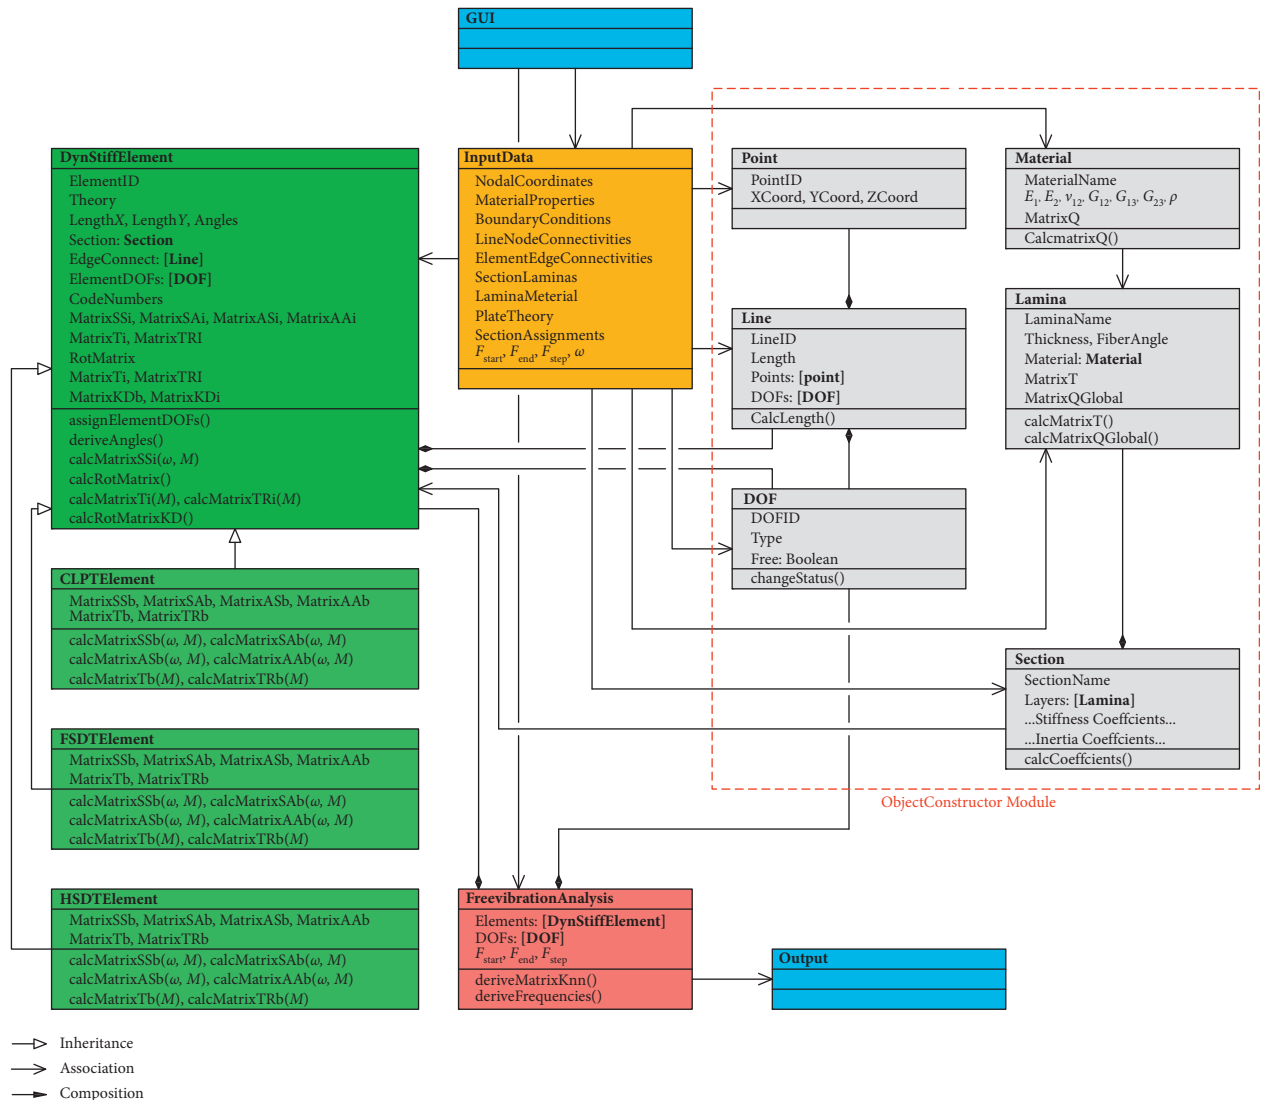 GUI
DynStiffElement
ElementID
Theory
LengthX, LengthY, Angles
Section: Section
EdgeConnect: [Line]
ElementDOFs: [DOF]
CodeNumbers
MatrixSSi, MatrixSAi, MatrixASi, MatrixAAi
MatrixTi, MatrixTRI
RotMatrix
MatrixTi, MatrixTRI
MatrixKDb, MatrixKDi
assignElementDOFs()
deriveAngles()
calcMatrixSSi(ω, M)
calcRotMatrix()
calcMatrixTi(M), calcMatrixTRi(M)
calcRotMatrixKD()
InputData
NodalCoordinates
MaterialProperties
BoundaryConditions
LineNodeConnectivities
ElementEdgeConnectivities
SectionLaminas
LaminaMeterial
PlateTheory
SectionAssignments
F_start, F_end, F_step, ω
Point
PointID
XCoord, YCoord, ZCoord
Material
MaterialName
E₁, E₂, ν₁₂, G₁₂, G₁₃, G₂₃, ρ
MatrixQ
CalcmatrixQ()
Line
LineID
Length
Points: [point]
DOFs: [DOF]
CalcLength()
Lamina
LaminaName
Thickness, FiberAngle
Material: Material
MatrixT
MatrixQGlobal
calcMatrixT()
calcMatrixQGlobal()
DOF
DOFID
Type
Free: Boolean
changeStatus()
Section
SectionName
Layers: [Lamina]
...Stiffness Coeffcients...
...Inertia Coeffcients...
calcCoeffcients()
ObjectConstructor Module
CLPTElement
MatrixSSb, MatrixSAb, MatrixASb, MatrixAAb
MatrixTb, MatrixTRb
calcMatrixSSb(ω, M), calcMatrixSAb(ω, M)
calcMatrixASb(ω, M), calcMatrixAAb(ω, M)
calcMatrixTb(M), calcMatrixTRb(M)
FSDTElement
MatrixSSb, MatrixSAb, MatrixASb, MatrixAAb
MatrixTb, MatrixTRb
calcMatrixSSb(ω, M), calcMatrixSAb(ω, M)
calcMatrixASb(ω, M), calcMatrixAAb(ω, M)
calcMatrixTb(M), calcMatrixTRb(M)
HSDTElement
MatrixSSb, MatrixSAb, MatrixASb, MatrixAAb
MatrixTb, MatrixTRb
calcMatrixSSb(ω, M), calcMatrixSAb(ω, M)
calcMatrixASb(ω, M), calcMatrixAAb(ω, M)
calcMatrixTb(M), calcMatrixTRb(M)
FreevibrationAnalysis
Elements: [DynStiffElement]
DOFs: [DOF]
F_start, F_end, F_step
deriveMatrixKnn()
deriveFrequencies()
Output
Inheritance
Association
Composition